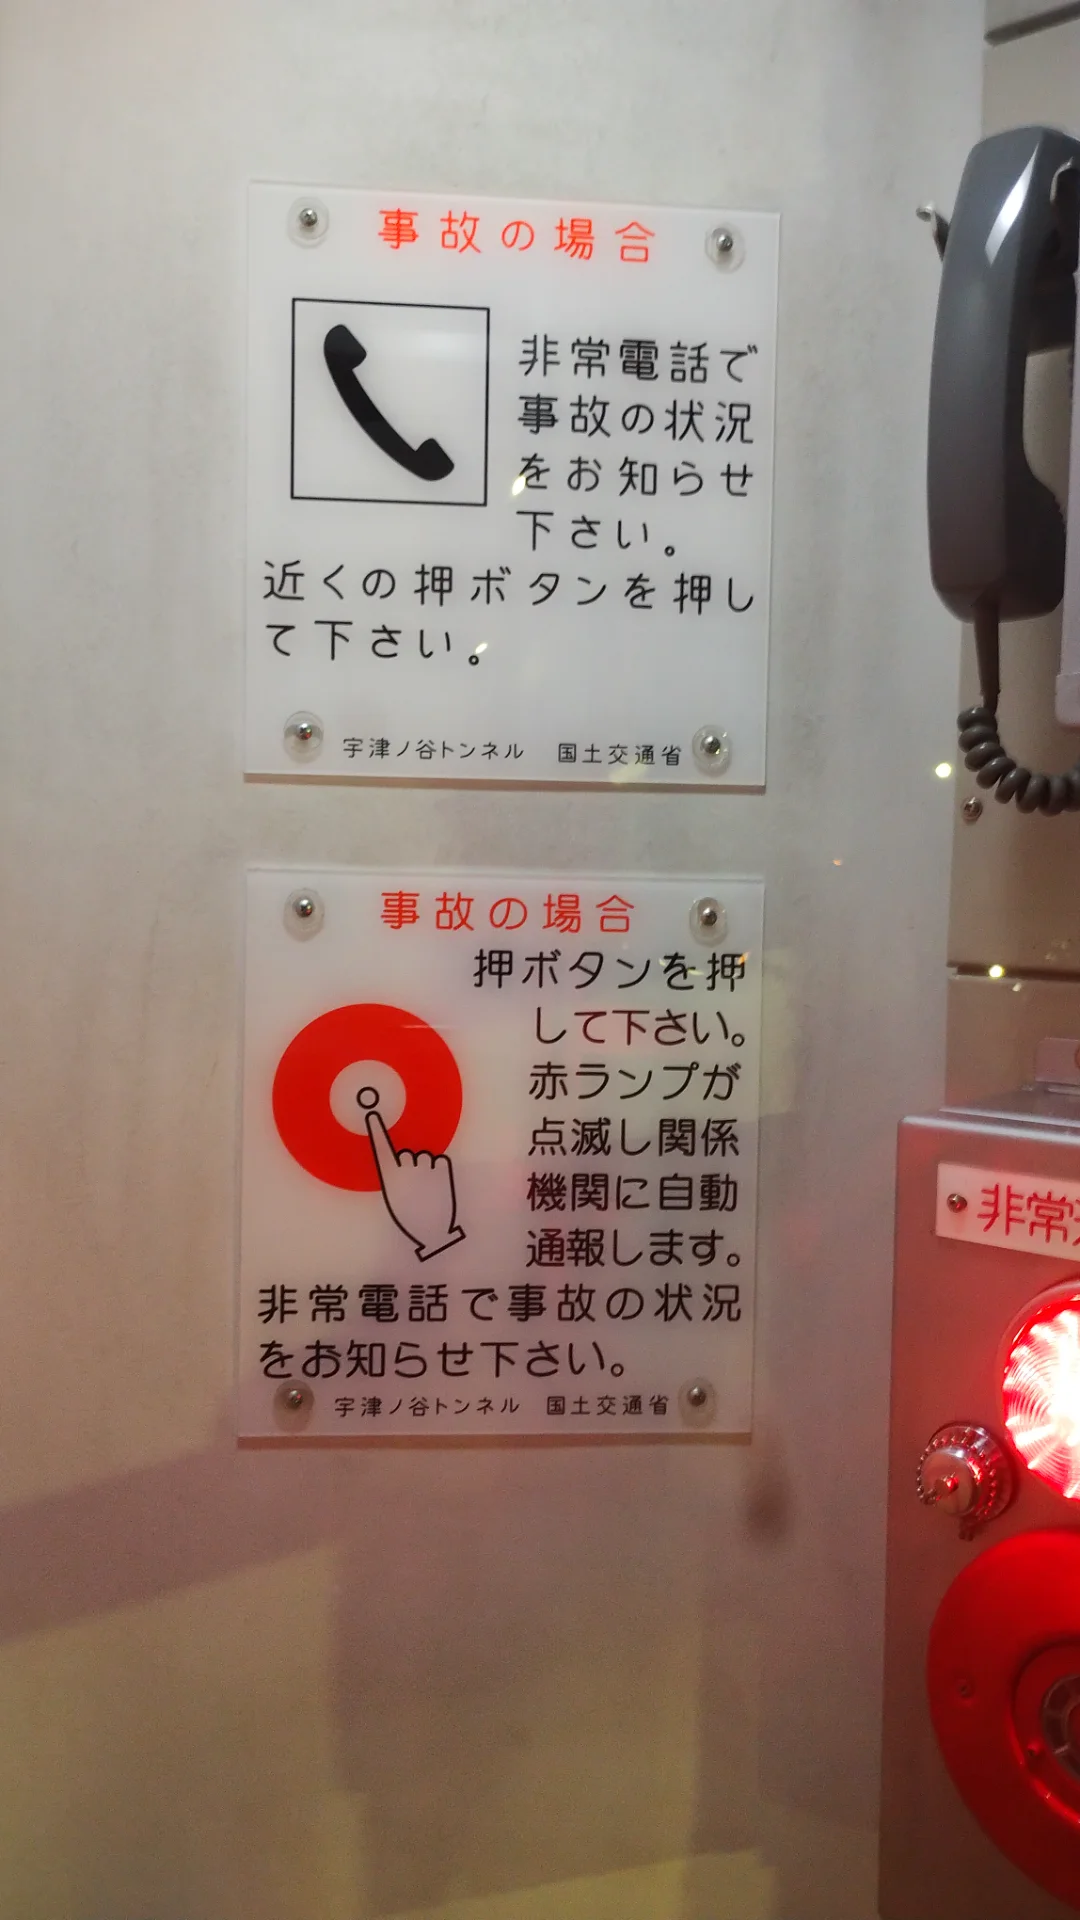 事故の場合
非常電話で
事故の状況
をお知らせ
下さい。
近くの押ボタンを押し
て下さい。
宇津ノ谷トンネル 国土交通省
事故の場合
押ボタンを押
して下さい。
赤ランプが
点滅し関係
機関に自動
通報します。
非常電話で事故の状況
をお知らせ下さい。
宇津ノ谷トンネル 国土交通省
非常